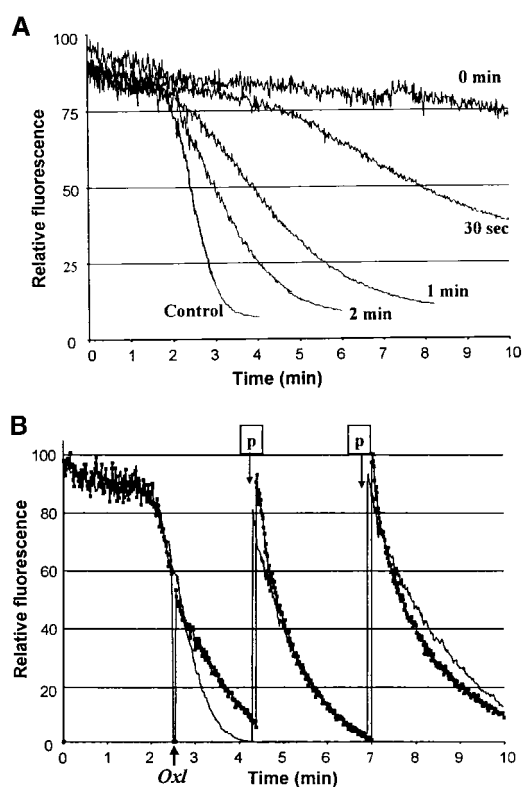 A
100
75
50
25
0
Relative fluorescence
0 min
30 sec
1 min
2 min
Control
0 1 2 3 4 5 6 7 8 9 10
Time (min)
B
p p
100
80
60
40
20
0
Relative fluorescence
0 1 2 3 4 5 6 7 8 9 10
Oxl
Time (min)